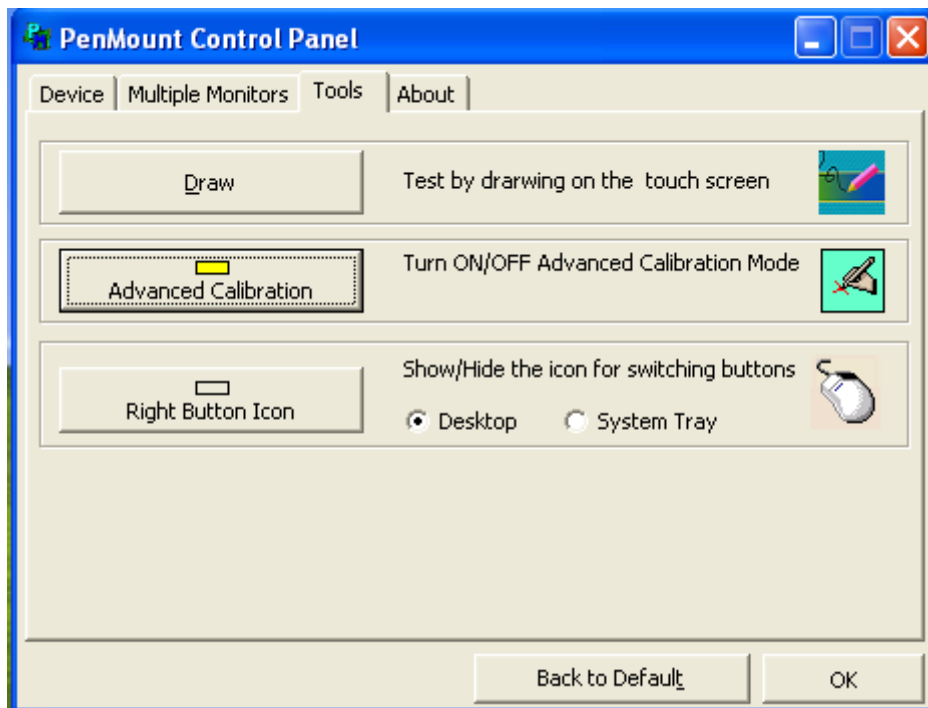 PenMount Control Panel
Device Multiple Monitors Tools About
Draw Test by drarwing on the touch screen
Advanced Calibration Turn ON/OFF Advanced Calibration Mode
Right Button Icon Show/Hide the icon for switching buttons
Desktop System Tray
Back to Default OK